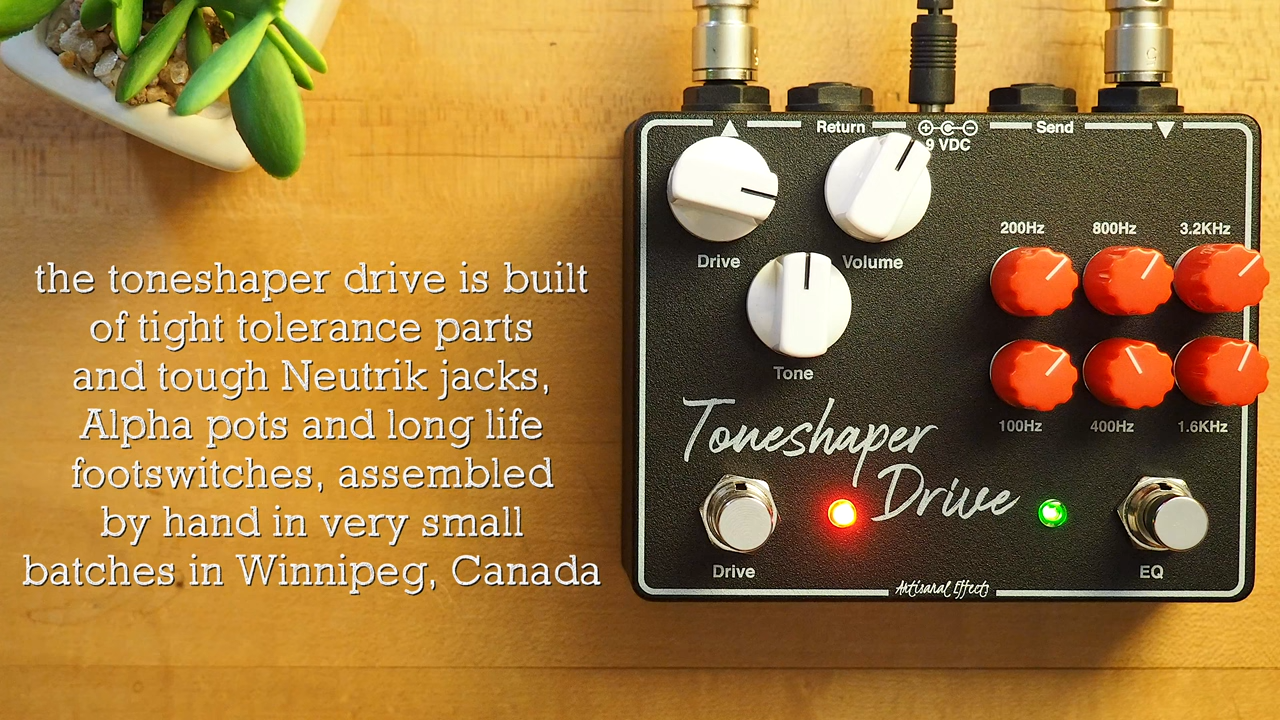 the toneshaper drive is built
of tight tolerance parts
and tough Neutrik jacks,
Alpha pots and long life
footswitches, assembled
by hand in very small
batches in Winnipeg, Canada
Return
Send
9 VDC
Drive
Volume
Tone
200Hz 800Hz 3.2KHz
100Hz 400Hz 1.6KHz
Toneshaper
Drive
Drive
EQ
Artisanal Effects